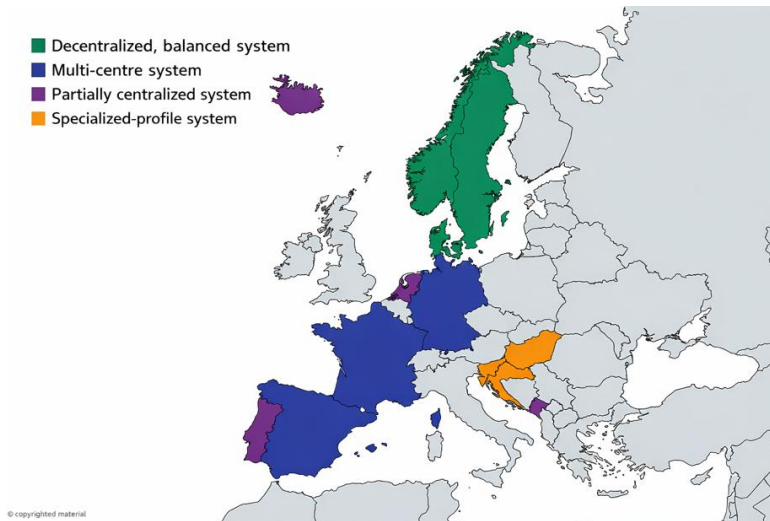 Decentralized, balanced system
Multi-centre system
Partially centralized system
Specialized-profile system
© copyrighted material